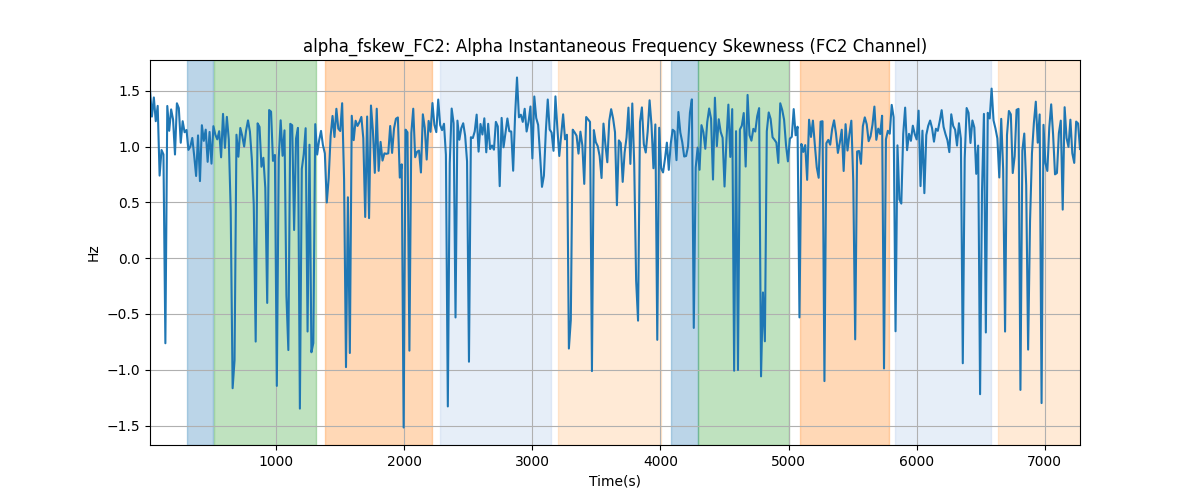 alpha_fskew_FC2: Alpha Instantaneous Frequency Skewness (FC2 Channel)
1.5
1.0
0.5
0.0
−0.5
−1.0
−1.5
Hz
1000 2000 3000 4000 5000 6000 7000
Time(s)